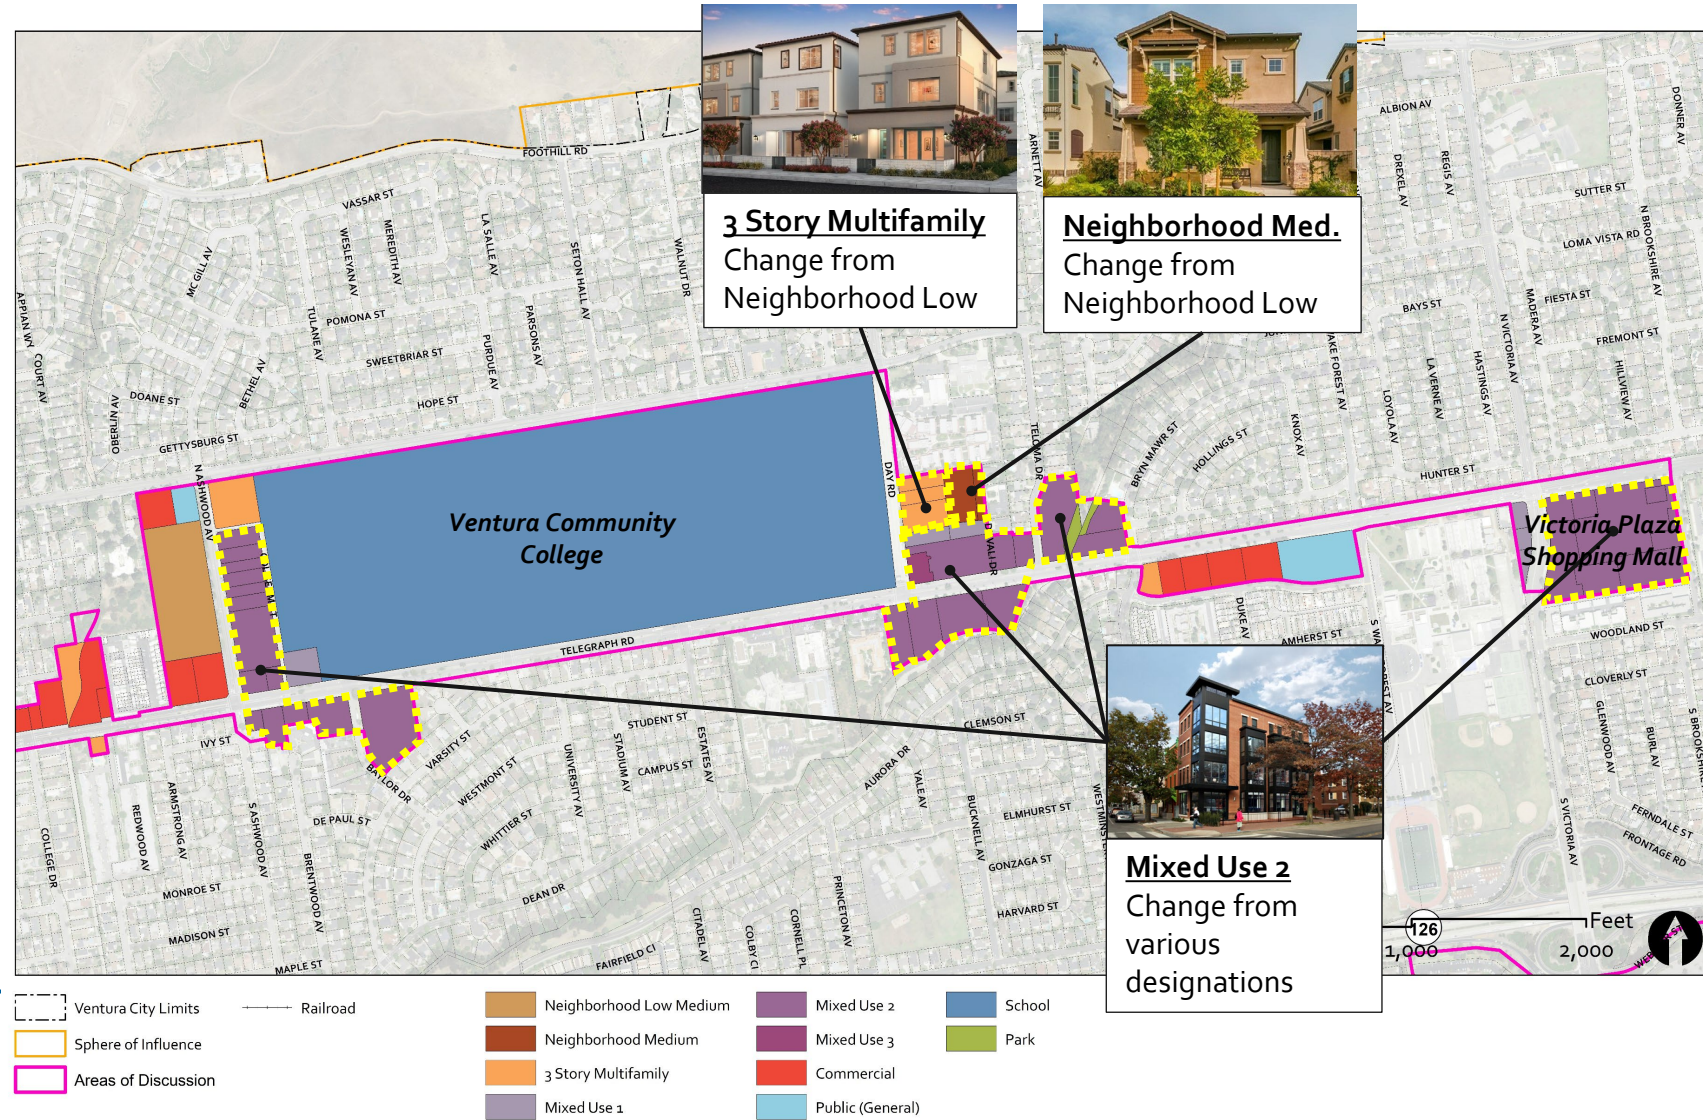 3 Story Multifamily
Change from
Neighborhood Low
Neighborhood Med.
Change from
Neighborhood Low
FOOTHILL RD
VASSAR ST
MC GILL AV
WESLEYAN AV
MEREDITH AV
LA SALLE AV
SETON HALL AV
WALNUT DR
ARNETT AV
ALBION AV
DREXEL AV
REGIS AV
DONNER AV
SUTTER ST
LOMA VISTA RD
N BROOKSHIRE AV
APPIAN WY
COURT AV
TULANE AV
POMONA ST
SWEETBRIAR ST
PURDUE AV
PARSONS AV
BETHEL AV
DOANE ST
OBERLIN AV
GETTYSBURG ST
HOPE ST
N ASHWOOD AV
DAY RD
TELOMA DR
BRYN MAWR ST
HOLLINGS ST
KNOX AV
LOYOLA AV
LA VERNE AV
HASTINGS AV
N VICTORIA AV
MADERA AV
BAYS ST
FIESTA ST
FREMONT ST
HILLVIEW AV
HUNTER ST
AKE FOREST AV
Ventura Community
College
Victoria Plaza
Shopping Mall
VALI DR
TELEGRAPH RD
DUKE AV
AMHERST ST
WOODLAND ST
CLOVERLY ST
GLENWOOD AV
BURL AV
S BROOKSHIRE
IVY ST
STUDENT ST
CLEMSON ST
VARSITY ST
WESTMONT ST
UNIVERSITY AV
STADIUM AV
CAMPUS ST
ESTATES AV
AURORA DR
YALE AV
BUCKNELL AV
ELMHURST ST
GONZAGA ST
HARVARD ST
BAYLOR DR
DE PAUL ST
WHITTIER ST
DEAN DR
COLLEGE DR
REDWOOD AV
ARMSTRONG AV
S ASHWOOD AV
BRENTWOOD AV
MONROE ST
MADISON ST
MAPLE ST
FAIRFIELD CI
CITADEL AV
COLBY CI
CORNELL PL
PRINCETON AV
S VICTORIA AV
FERNDALE ST
FRONTAGE RD
Mixed Use 2
Change from
various
designations
126
Feet
1,000
2,000
Ventura City Limits
Railroad
Sphere of Influence
Areas of Discussion
Neighborhood Low Medium
Neighborhood Medium
3 Story Multifamily
Mixed Use 1
Mixed Use 2
Mixed Use 3
Commercial
Public (General)
School
Park